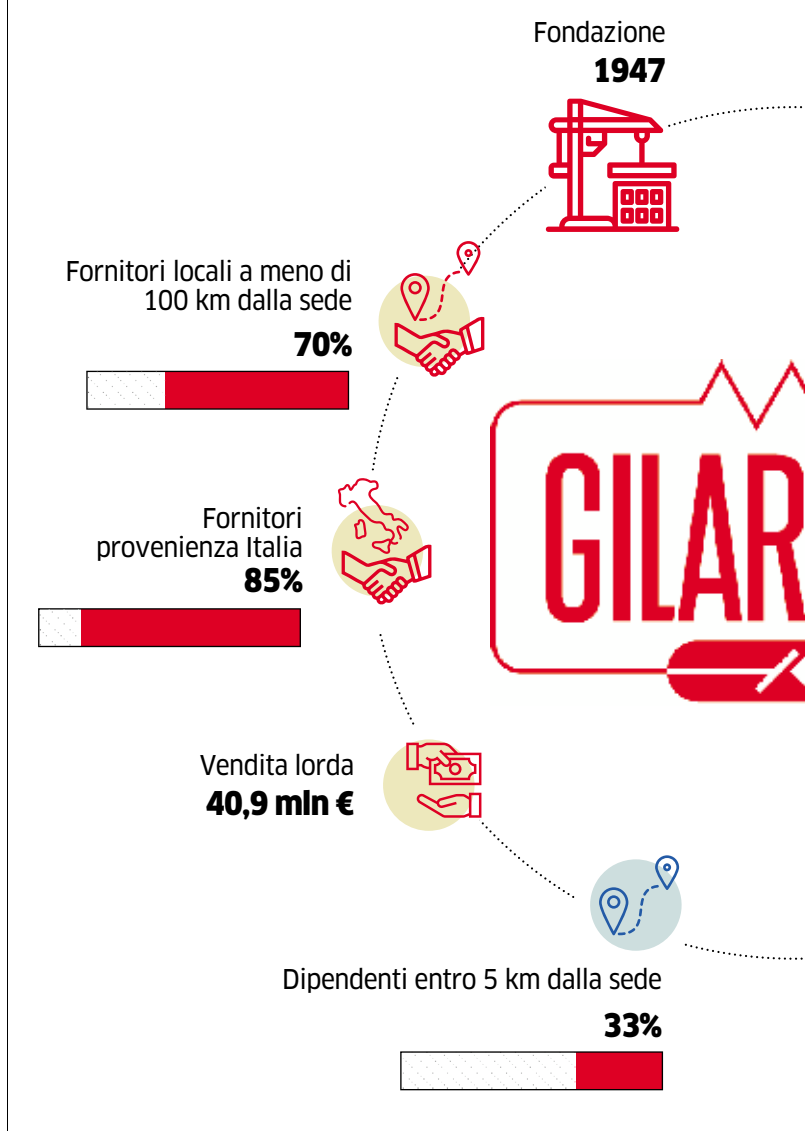 Fondazione
1947
Fornitori locali a meno di
100 km dalla sede
70%
GILAR
Fornitori
provenienza Italia
85%
Vendita lorda
40,9 mln €
Dipendenti entro 5 km dalla sede
33%